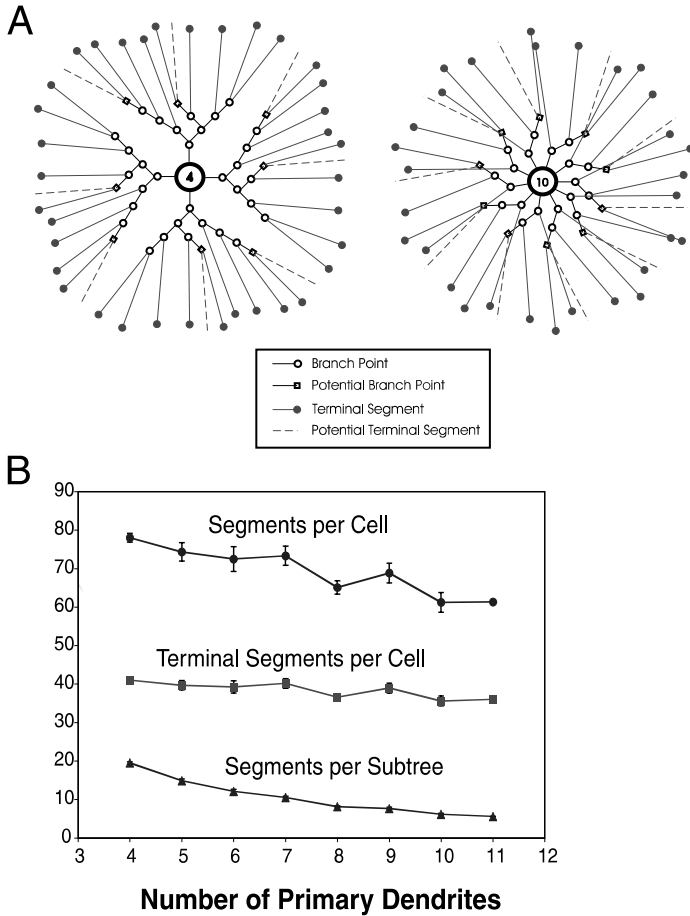 A
4
10
Branch Point
Potential Branch Point
Terminal Segment
Potential Terminal Segment
B
90
80
70
60
50
40
30
20
10
0
Segments per Cell
Terminal Segments per Cell
Segments per Subtree
3 4 5 6 7 8 9 10 11 12
Number of Primary Dendrites